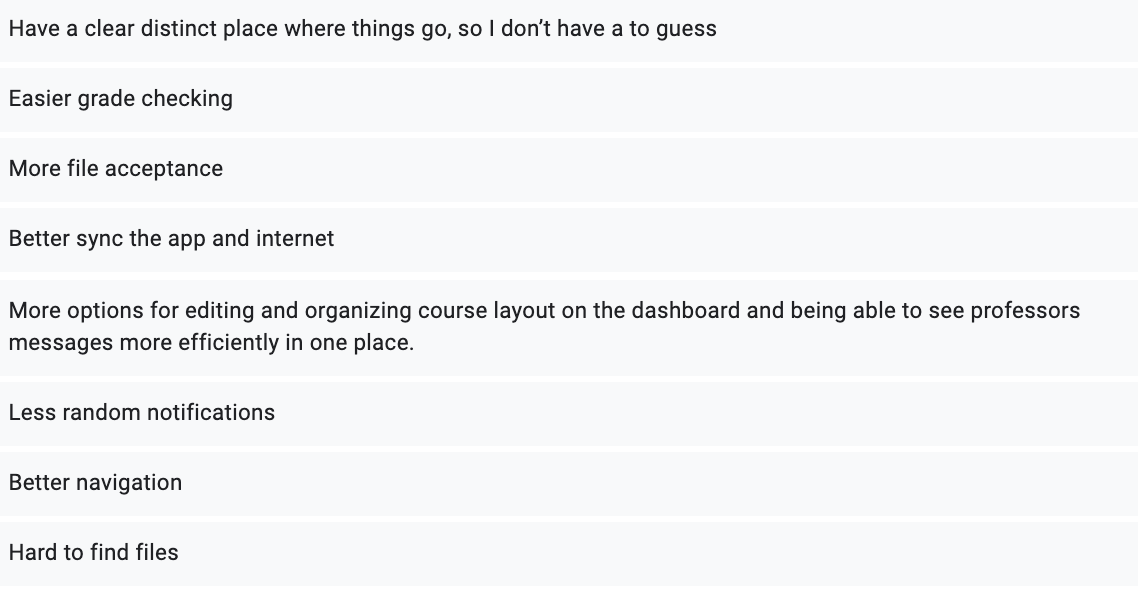 Have a clear distinct place where things go, so I don’t have a to guess
Easier grade checking
More file acceptance
Better sync the app and internet
More options for editing and organizing course layout on the dashboard and being able to see professors
messages more efficiently in one place.
Less random notifications
Better navigation
Hard to find files